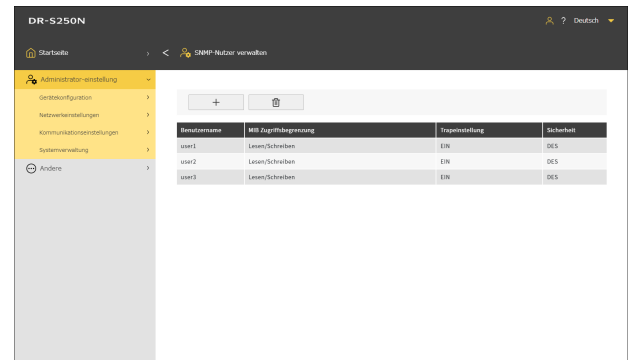 DR-S250N
? Deutsch
Startseite
SNMP-Nutzer verwalten
Administrator-einstellung
Gerätekonfiguration
Netzwerkeinstellungen
Kommunikationseinstellungen
Systemverwaltung
Andere
Benutzername MIB Zugriffsbegrenzung Trapeinstellung Sicherheit
user1 Lesen/Schreiben EIN DES
user2 Lesen/Schreiben EIN DES
user3 Lesen/Schreiben EIN DES